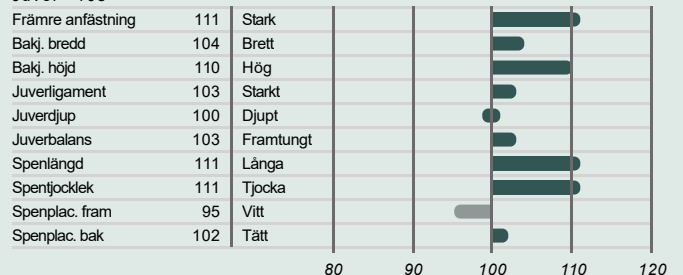 Främre anfästning 111 Stark
Bakj. bredd 104 Brett
Bakj. höjd 110 Hög
Juverligament 103 Starkt
Juverdjup 100 Djupt
Juverbalans 103 Framtungt
Spenlängd 111 Långa
Spentjocklek 111 Tjocka
Spenplac. fram 95 Vitt
Spenplac. bak 102 Tätt
80 90 100 110 120